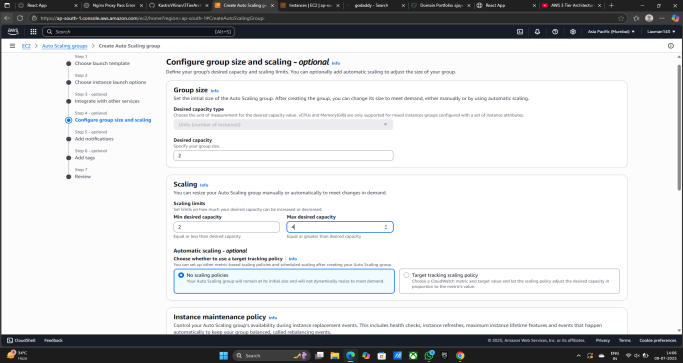 React App
Nginx Proxy Pass Error
KastroVKiran/3TierArc
Create Auto Scaling gro
Instances | EC2 | ap-so
godaddy - Search
Domain Portfolio
React App
AWS 3 Tier Architectu
https://ap-south-1.console.aws.amazon.com/ec2/home?region=ap-south-1#CreateAutoScalingGroup:
aws
Search
[Alt+S]
Asia Pacific (Mumbai)
EC2
Auto Scaling groups
Create Auto Scaling group
Step 1
Choose launch template
Step 2
Choose instance launch options
Step 3 - optional
Integrate with other services
Step 4 - optional
Configure group size and scaling
Step 5 - optional
Add notifications
Step 6 - optional
Add tags
Step 7
Review
Configure group size and scaling - optional Info
Define your group's desired capacity and scaling limits. You can optionally add automatic scaling to adjust the size of your group.
Group size Info
Set the initial size of the Auto Scaling group. After creating the group, you can change its size to meet demand, either manually or by using automatic scaling.
Desired capacity type
Choose the unit of measurement for the desired capacity value. vCPUs and Memory(GiB) are only supported for mixed instances groups configured with a set of instance attributes.
Units (number of instances)
Desired capacity
Specify your group size.
2
Scaling Info
You can resize your Auto Scaling group manually or automatically to meet changes in demand.
Scaling limits
Set limits on how much your desired capacity can be increased or decreased.
Min desired capacity
Max desired capacity
2
4
Equal or less than desired capacity
Equal or greater than desired capacity
Automatic scaling - optional
Choose whether to use a target tracking policy Info
You can set up other metric-based scaling policies and scheduled scaling after creating your Auto Scaling group.
No scaling policies
Your Auto Scaling group will remain at its initial size and will not dynamically resize to meet demand.
Target tracking scaling policy
Choose a CloudWatch metric and target value and let the scaling policy adjust the desired capacity in proportion to the metric's value.
Instance maintenance policy Info
Control your Auto Scaling group's availability during instance replacement events. This includes health checks, instance refreshes, maximum instance lifetime features and events that happen
automatically to keep your group balanced, called rebalancing events.
CloudShell
Feedback
© 2025, Amazon Web Services, Inc. or its affiliates.
Privacy
Terms
Cookie preferences
34°C
Haze
Search
ENG
IN
14:06
09-07-2025